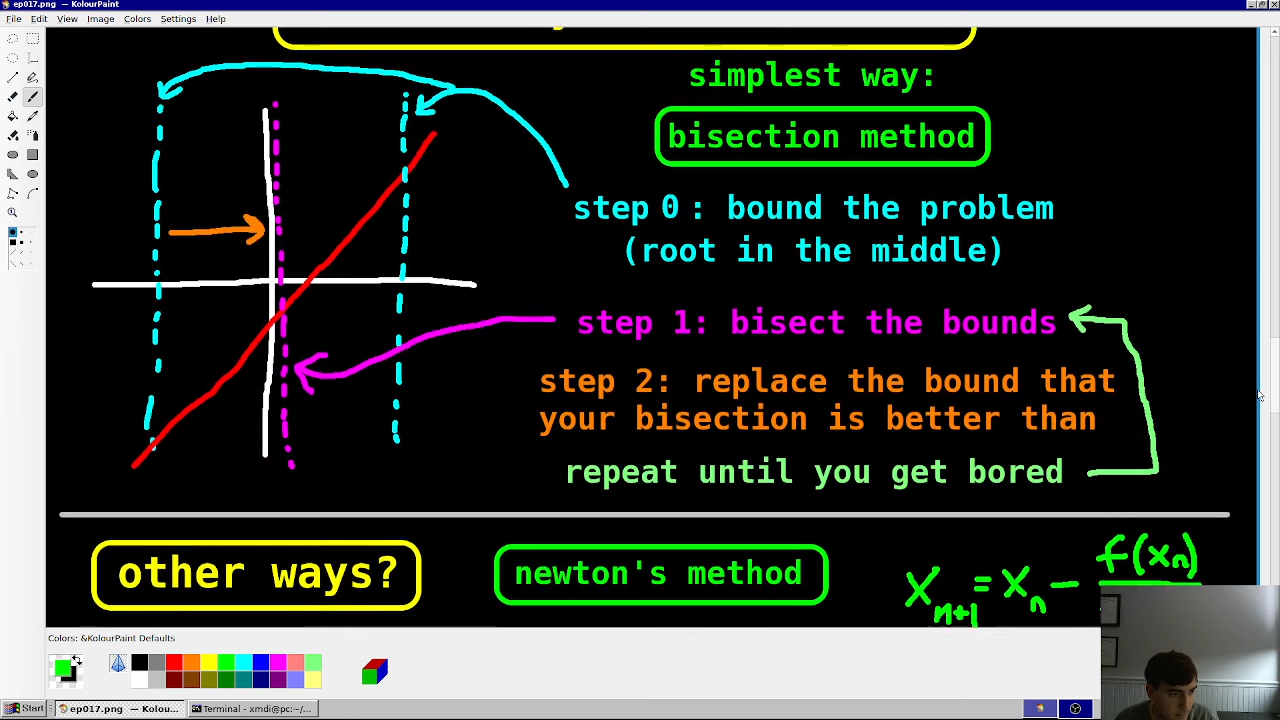 ep017.png — KolourPaint
File Edit View Image Colors Settings Help
simplest way:
bisection method
step 0 : bound the problem
(root in the middle)
step 1: bisect the bounds
step 2: replace the bound that
your bisection is better than
repeat until you get bored
other ways?
newton's method
x_{n+1} = x_n - f(x_n)
Colors: &KolourPaint Defaults
Start
ep017.png — Kolou...
Terminal - xmdi@pc:~/...